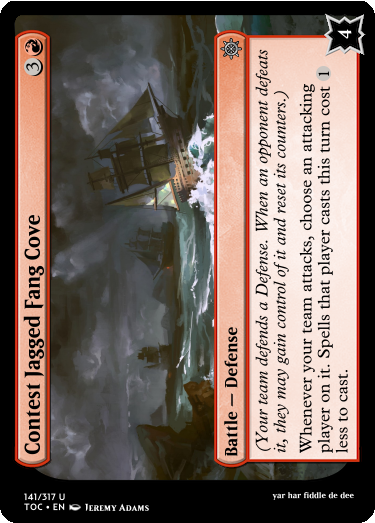 Contest Jagged Fang Cove 3
Battle — Defense
(Your team defends a Defense. When an opponent defeats
it, they may gain control of it and reset its counters.)
Whenever your team attacks, choose an attacking
player on it. Spells that player casts this turn cost 1
less to cast.
4
141/317 U
TOC • EN Jeremy Adams
yar har fiddle de dee